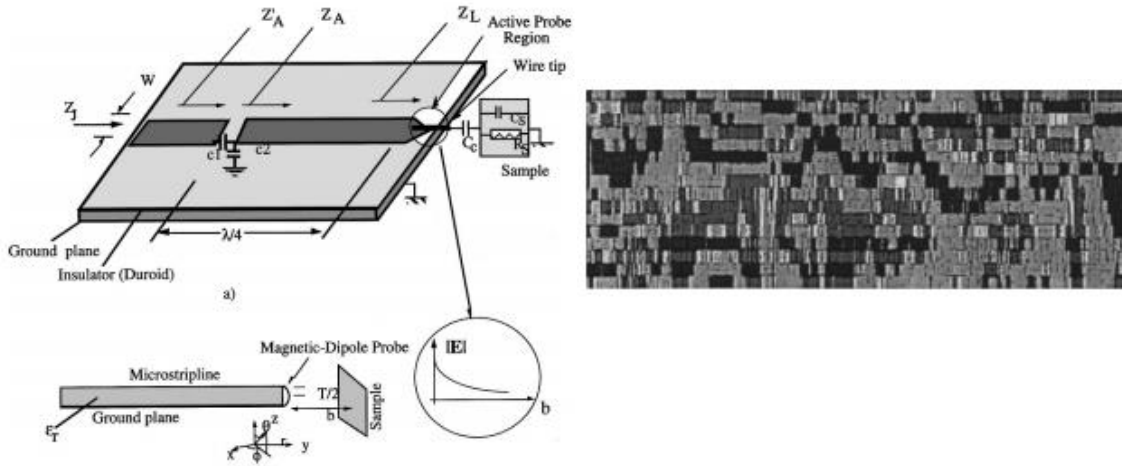 Z'A
ZA
ZL
Active Probe
Region
Wire tip
W
ZJ
c1
c2
Cc
CS
RS
Sample
λ/4
Ground plane
Insulator (Duroid)
a)
Magnetic-Dipole Probe
Microstripline
Ground plane
εr
T/2
b
Sample
z
θ
r
y
x
φ
|E|
b